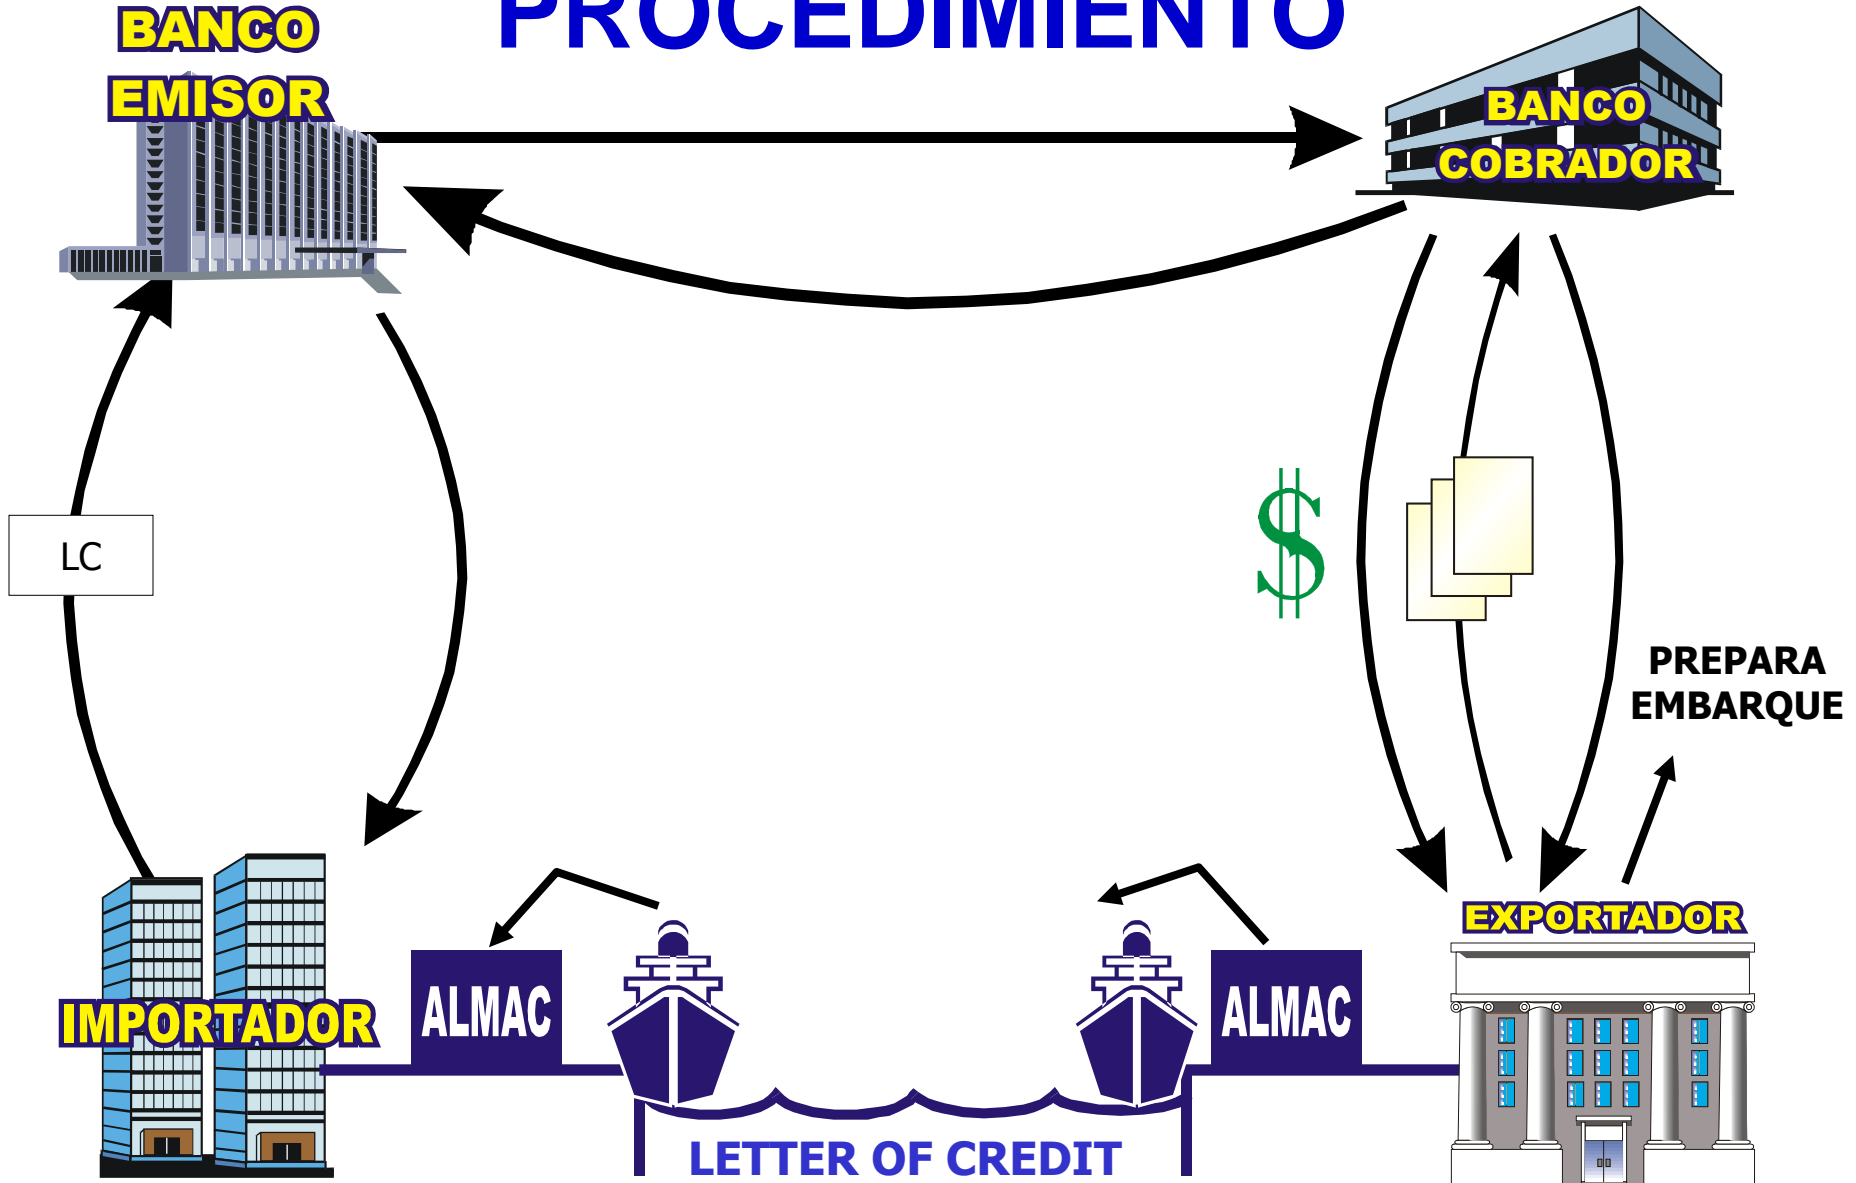 PROCEDIMIENTO
BANCO
EMISOR
BANCO
COBRADOR
LC
$
PREPARA
EMBARQUE
EXPORTADOR
IMPORTADOR
ALMAC
ALMAC
LETTER OF CREDIT